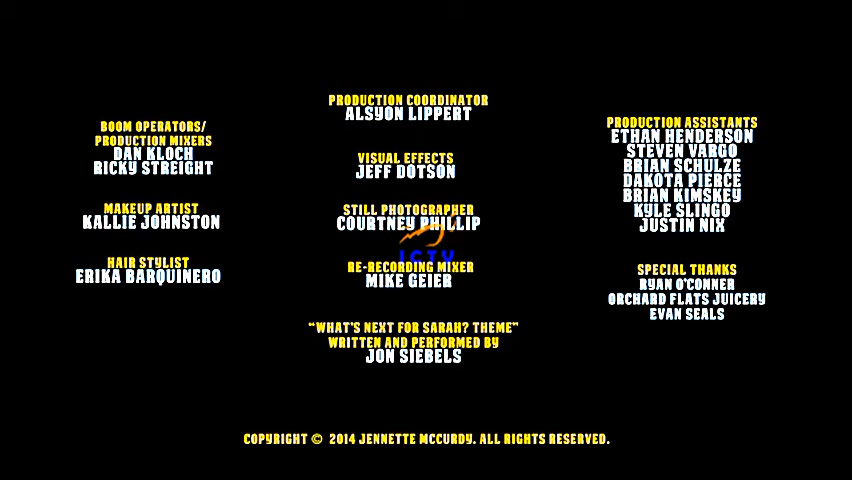 BOOM OPERATORS/
PRODUCTION MIXERS
DAN KLOCH
RICKY STREIGHT
MAKEUP ARTIST
KALLIE JOHNSTON
HAIR STYLIST
ERIKA BARQUINERO
PRODUCTION COORDINATOR
ALSYON LIPPERT
VISUAL EFFECTS
JEFF DOTSON
STILL PHOTOGRAPHER
COURTNEY PHILLIP
RE-RECORDING MIXER
MIKE GEIER
“WHAT'S NEXT FOR SARAH? THEME”
WRITTEN AND PERFORMED BY
JON SIEBELS
PRODUCTION ASSISTANTS
ETHAN HENDERSON
STEVEN VARGO
BRIAN SCHULZE
DAKOTA PIERCE
BRIAN KIMSKEY
KYLE SLINGO
JUSTIN NIX
SPECIAL THANKS
RYAN O'CONNER
ORCHARD FLATS JUICERY
EVAN SEALS
COPYRIGHT © 2014 JENNETTE MCCURDY. ALL RIGHTS RESERVED.